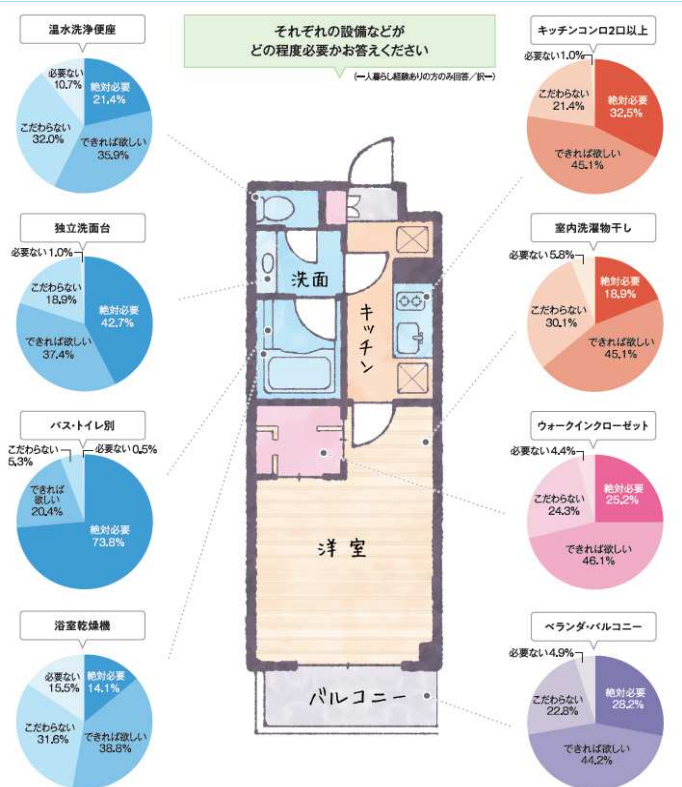 それぞれの設備などが
どの程度必要かお答えください
(一人暮らし経験ありの方のみ回答/択一)
温水洗浄便座
必要ない
10.7%
絶対必要
21.4%
こだわらない
32.0%
できれば欲しい
35.9%
独立洗面台
必要ない1.0%
こだわらない
18.9%
絶対必要
42.7%
できれば欲しい
37.4%
バス・トイレ別
こだわらない
5.3%
必要ない0.5%
できれば
欲しい
20.4%
絶対必要
73.8%
浴室乾燥機
必要ない
15.5%
絶対必要
14.1%
こだわらない
31.6%
できれば欲しい
38.8%
洗面
キッチン
洋室
バルコニー
キッチンコンロ2口以上
必要ない1.0%
こだわらない
21.4%
絶対必要
32.5%
できれば欲しい
45.1%
室内洗濯物干し
必要ない5.8%
絶対必要
18.9%
こだわらない
30.1%
できれば欲しい
45.1%
ウォークインクローゼット
必要ない4.4%
絶対必要
25.2%
こだわらない
24.3%
できれば欲しい
46.1%
ベランダ・バルコニー
必要ない4.9%
絶対必要
28.2%
こだわらない
22.8%
できれば欲しい
44.2%